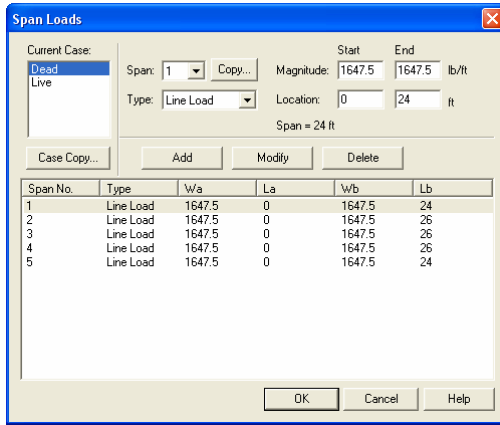 Span Loads
Current Case:
Dead
Live
Case Copy...
Span: 1 Copy...
Type: Line Load
Start End
Magnitude: 1647.5 1647.5 lb/ft
Location: 0 24 ft
Span = 24 ft
Add Modify Delete
Span No. Type Wa La Wb Lb
1 Line Load 1647.5 0 1647.5 24
2 Line Load 1647.5 0 1647.5 26
3 Line Load 1647.5 0 1647.5 26
4 Line Load 1647.5 0 1647.5 26
5 Line Load 1647.5 0 1647.5 24
OK Cancel Help